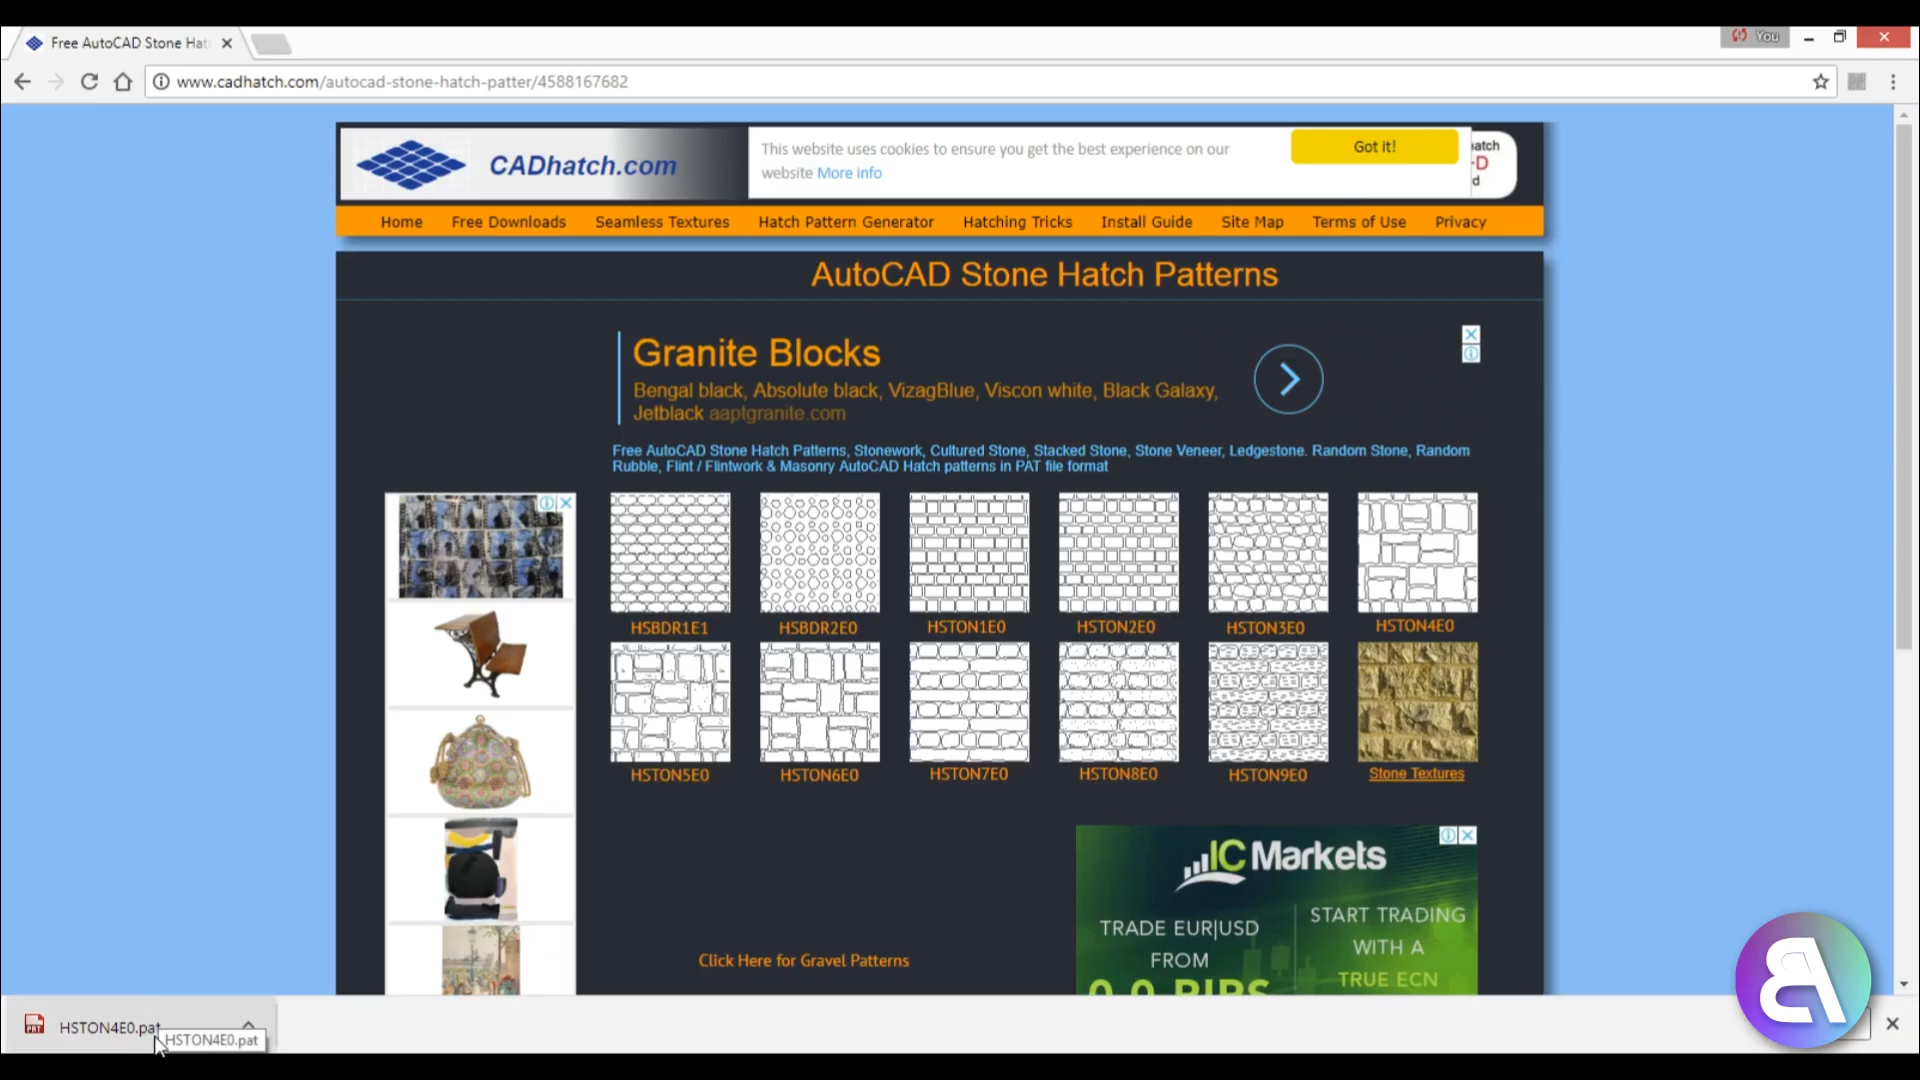 Free AutoCAD Stone Hat
You
www.cadhatch.com/autocad-stone-hatch-patter/4588167682
CADhatch.com
This website uses cookies to ensure you get the best experience on our
website More info
Got it!
atch
-D
d
Home Free Downloads Seamless Textures Hatch Pattern Generator Hatching Tricks Install Guide Site Map Terms of Use Privacy
AutoCAD Stone Hatch Patterns
Granite Blocks
Bengal black, Absolute black, VizagBlue, Viscon white, Black Galaxy,
Jetblack aaptgranite.com
Free AutoCAD Stone Hatch Patterns, Stonework, Cultured Stone, Stacked Stone, Stone Veneer, Ledgestone. Random Stone, Random
Rubble, Flint / Flintwork & Masonry AutoCAD Hatch patterns in PAT file format
HSBDR1E1 HSBDR2E0 HSTON1E0 HSTON2E0 HSTON3E0 HSTON4E0
HSTON5E0 HSTON6E0 HSTON7E0 HSTON8E0 HSTON9E0 Stone Textures
IC Markets
TRADE EUR|USD
FROM
0.0 PIPS
START TRADING
WITH A
TRUE ECN
Click Here for Gravel Patterns
HSTON4E0.pat
HSTON4E0.pat